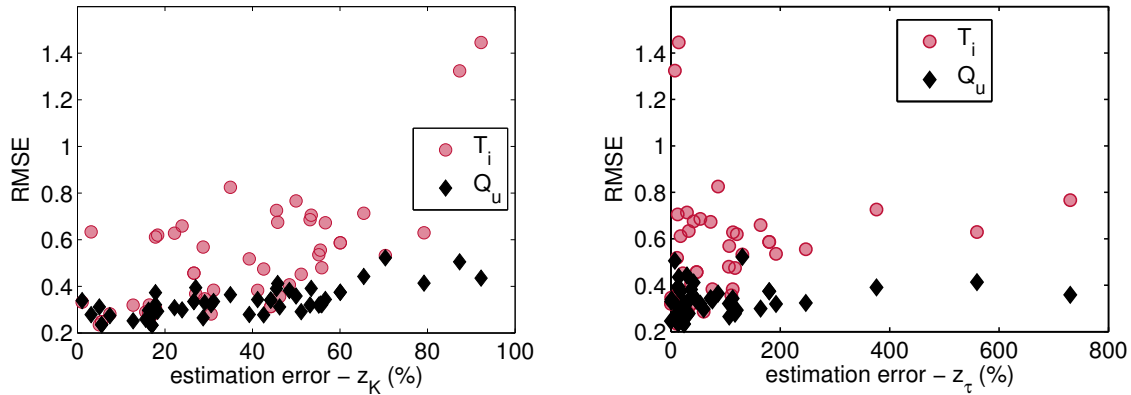 1.4
1.2
1
0.8
0.6
0.4
0.2
RMSE
T_i
Q_u
0 20 40 60 80 100
estimation error − z_K (%)
1.4
1.2
1
0.8
0.6
0.4
0.2
RMSE
T_i
Q_u
0 200 400 600 800
estimation error − z_τ (%)